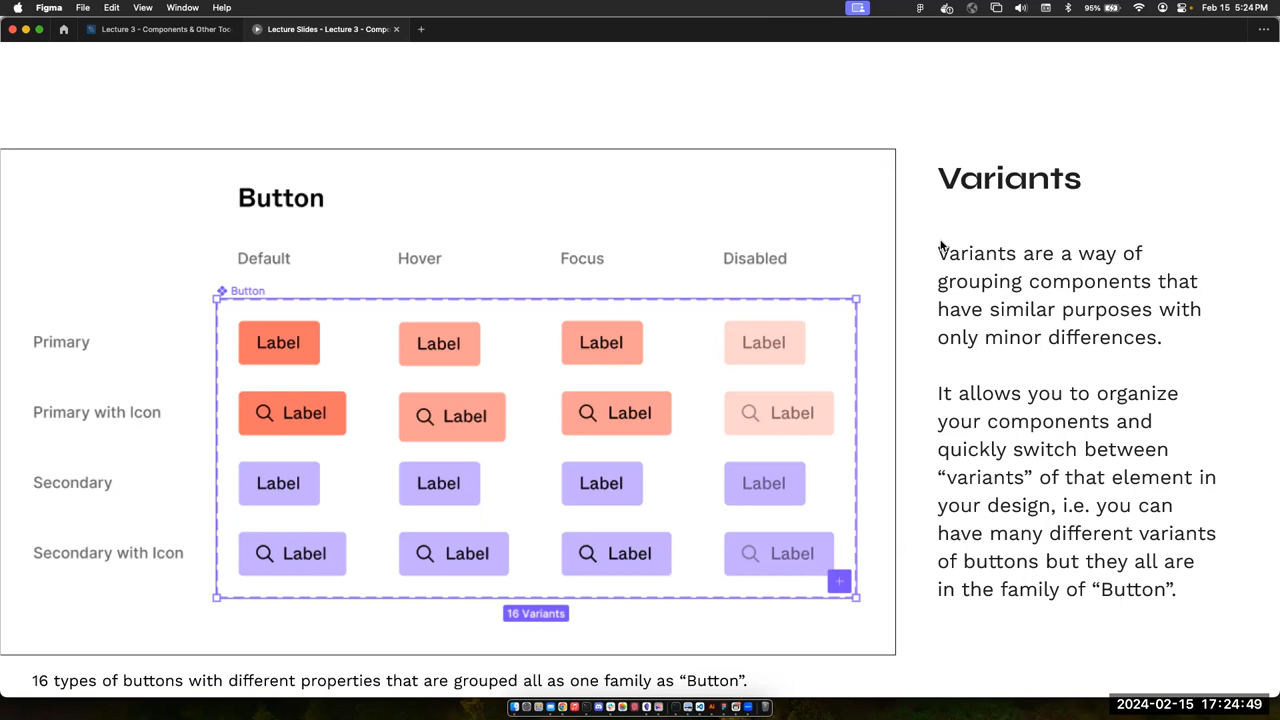 Figma File Edit View Window Help
95% Feb 15 5:24PM
Lecture 3 - Components & Other Too
Lecture Slides - Lecture 3 - Compo
Button
Default Hover Focus Disabled
Button
Primary Label Label Label Label
Primary with Icon Label Label Label Label
Secondary Label Label Label Label
Secondary with Icon Label Label Label Label
16 Variants
16 types of buttons with different properties that are grouped all as one family as “Button”.
Variants
Variants are a way of
grouping components that
have similar purposes with
only minor differences.
It allows you to organize
your components and
quickly switch between
“variants” of that element in
your design, i.e. you can
have many different variants
of buttons but they all are
in the family of “Button”.
2024-02-15 17:24:49